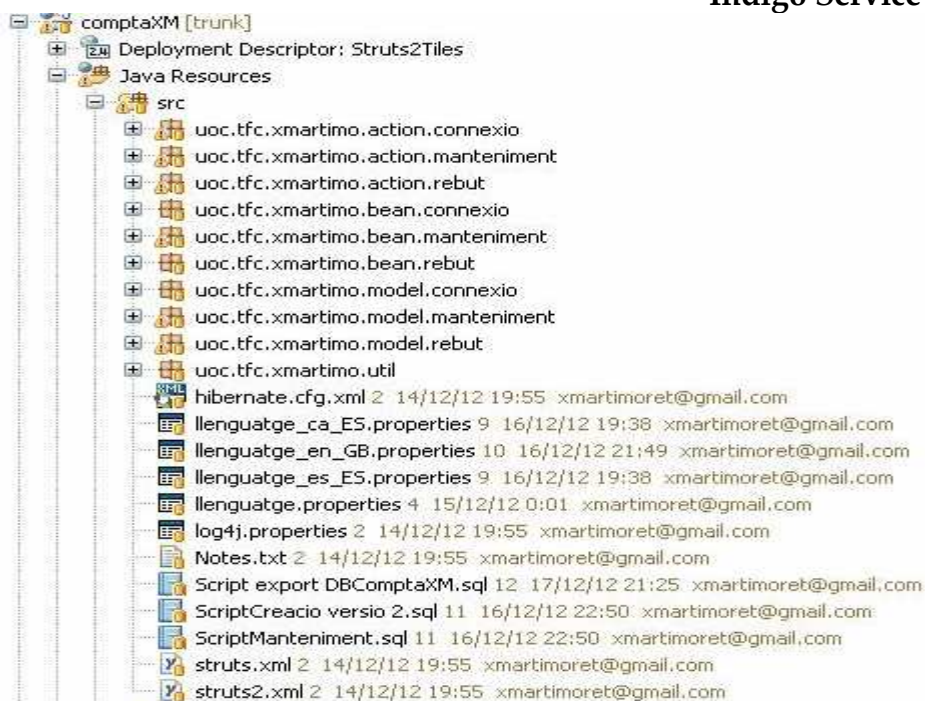 Indigo Service
comptaXM [trunk]
Deployment Descriptor: Struts2Tiles
Java Resources
src
uoc.tfc.xmartimo.action.connexio
uoc.tfc.xmartimo.action.manteniment
uoc.tfc.xmartimo.action.rebut
uoc.tfc.xmartimo.bean.connexio
uoc.tfc.xmartimo.bean.manteniment
uoc.tfc.xmartimo.bean.rebut
uoc.tfc.xmartimo.model.connexio
uoc.tfc.xmartimo.model.manteniment
uoc.tfc.xmartimo.model.rebut
uoc.tfc.xmartimo.util
hibernate.cfg.xml 2 14/12/12 19:55 xmartimoret@gmail.com
llenguatge_ca_ES.properties 9 16/12/12 19:38 xmartimoret@gmail.com
llenguatge_en_GB.properties 10 16/12/12 21:49 xmartimoret@gmail.com
llenguatge_es_ES.properties 9 16/12/12 19:38 xmartimoret@gmail.com
llenguatge.properties 4 15/12/12 0:01 xmartimoret@gmail.com
log4j.properties 2 14/12/12 19:55 xmartimoret@gmail.com
Notes.txt 2 14/12/12 19:55 xmartimoret@gmail.com
Script export DBComptaXM.sql 12 17/12/12 21:25 xmartimoret@gmail.com
ScriptCreacio versio 2.sql 11 16/12/12 22:50 xmartimoret@gmail.com
ScriptManteniment.sql 11 16/12/12 22:50 xmartimoret@gmail.com
struts.xml 2 14/12/12 19:55 xmartimoret@gmail.com
struts2.xml 2 14/12/12 19:55 xmartimoret@gmail.com